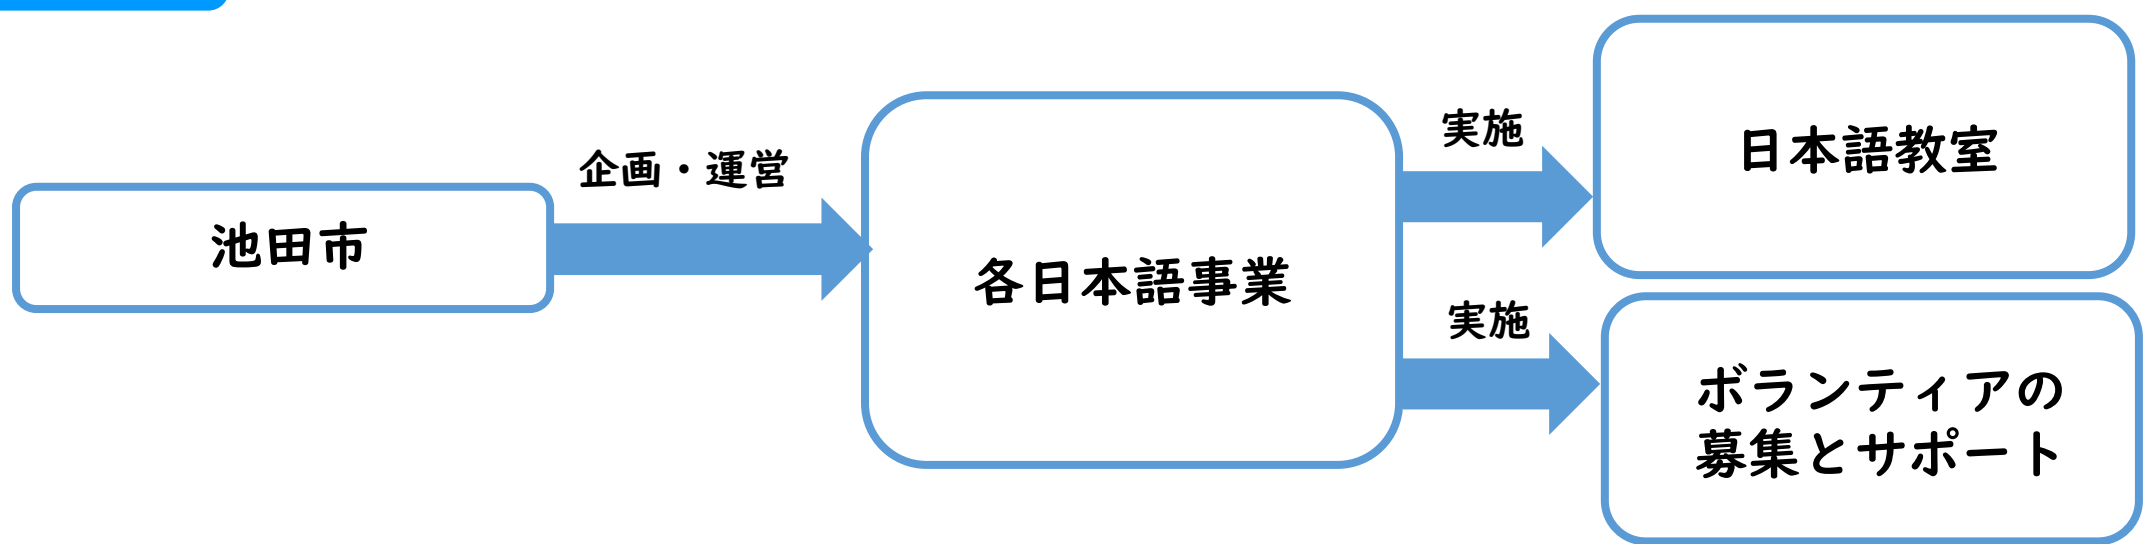 池田市
企画・運営
各日本語事業
実施
日本語教室
実施
ボランティアの
募集とサポート